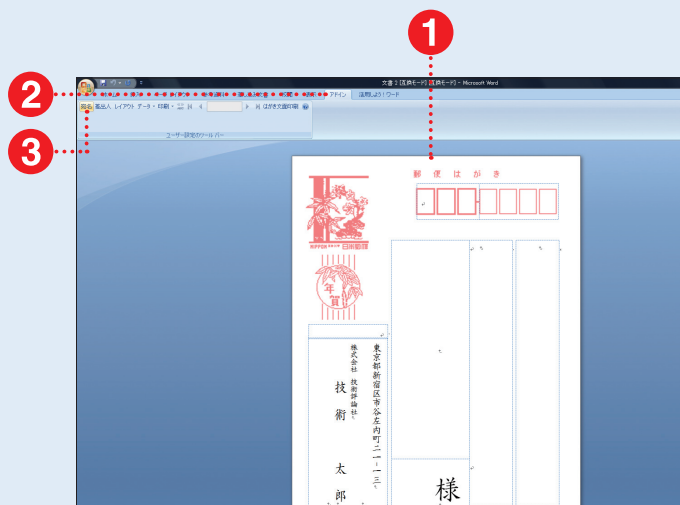 1
2
3
文書 2 [互換モード] [互換モード] - Microsoft Word
アドイン 活用しよう!ワード
宛名 差出人 レイアウト データ 印刷 はがき文面印刷
ユーザー設定のツール バー
郵便はがき
NIPPON 日本郵便
年賀
東京都新宿区市谷左内町二一-一三
株式会社 技術評論社
技術 太郎
様